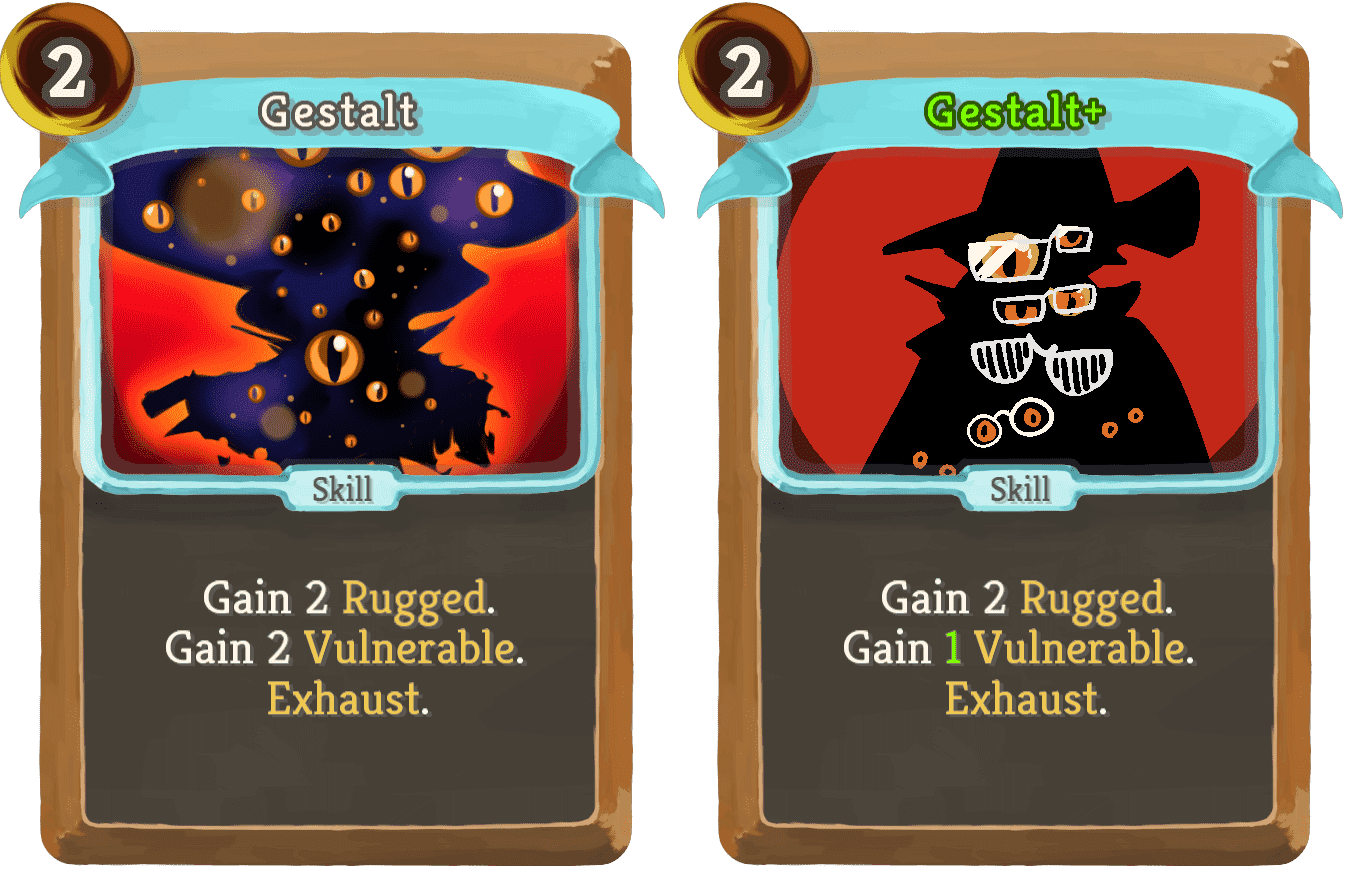 2
Gestalt
Skill
Gain 2 Rugged.
Gain 2 Vulnerable.
Exhaust.
2
Gestalt+
Skill
Gain 2 Rugged.
Gain 1 Vulnerable.
Exhaust.